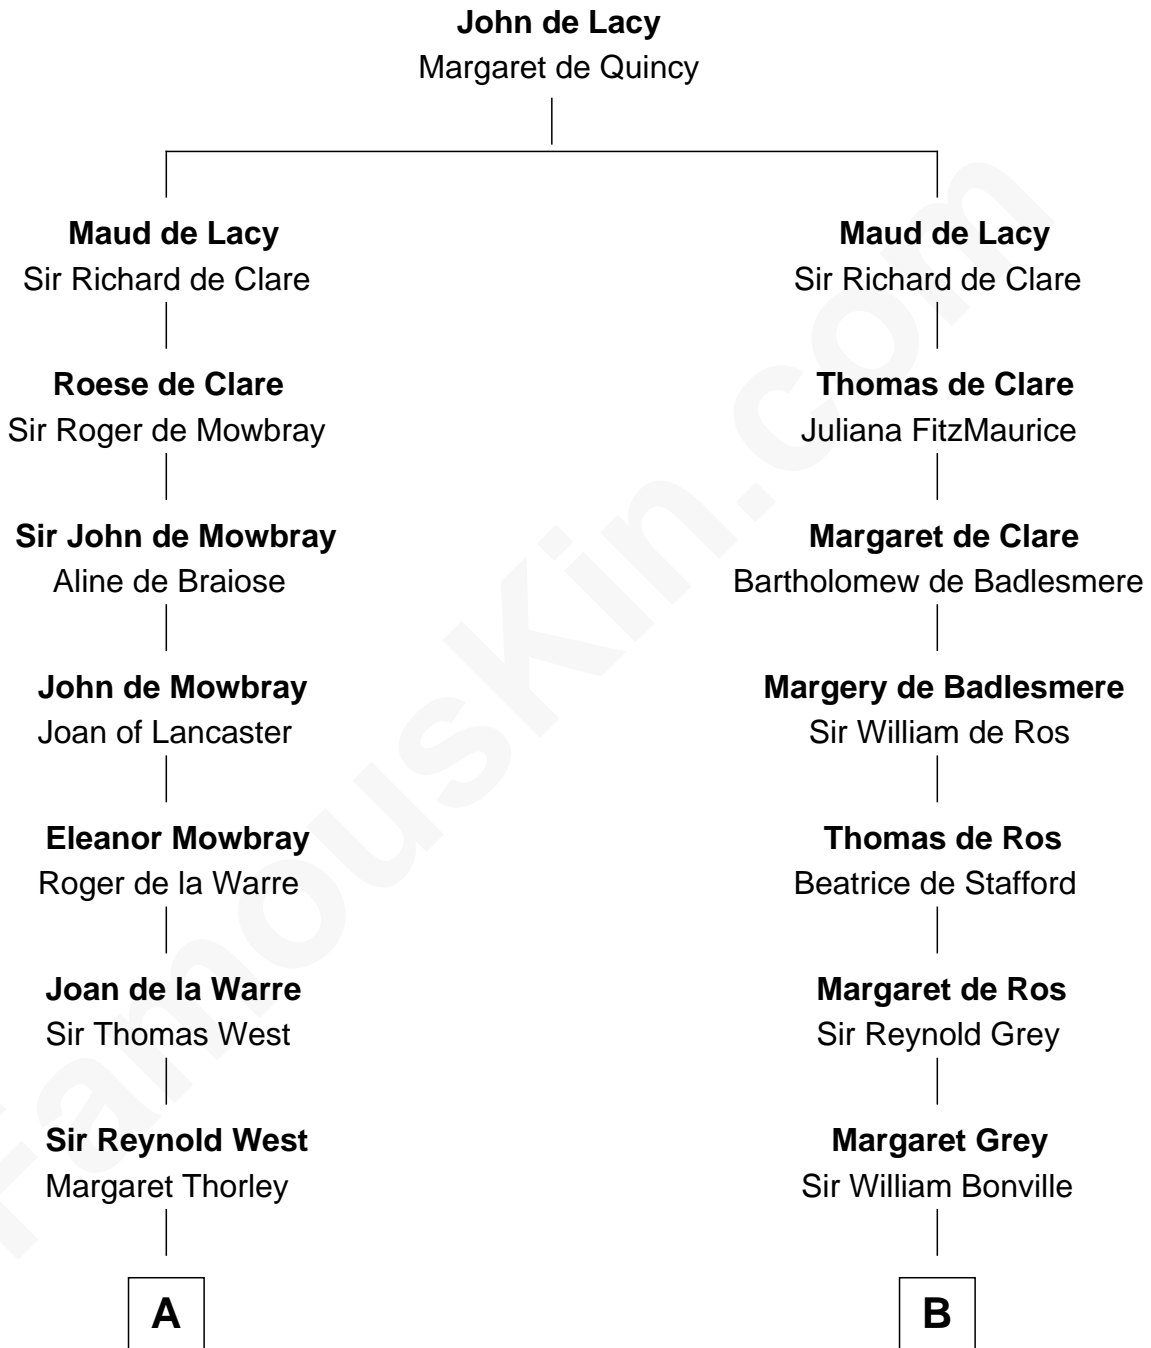 John de Lacy
Margaret de Quincy
Maud de Lacy
Sir Richard de Clare
Maud de Lacy
Sir Richard de Clare
Roese de Clare
Sir Roger de Mowbray
Thomas de Clare
Juliana FitzMaurice
Sir John de Mowbray
Aline de Braiose
Margaret de Clare
Bartholomew de Badlesmere
John de Mowbray
Joan of Lancaster
Margery de Badlesmere
Sir William de Ros
Eleanor Mowbray
Roger de la Warre
Thomas de Ros
Beatrice de Stafford
Joan de la Warre
Sir Thomas West
Margaret de Ros
Sir Reynold Grey
Sir Reynold West
Margaret Thorley
Margaret Grey
Sir William Bonville
A
B
FamousKin.com